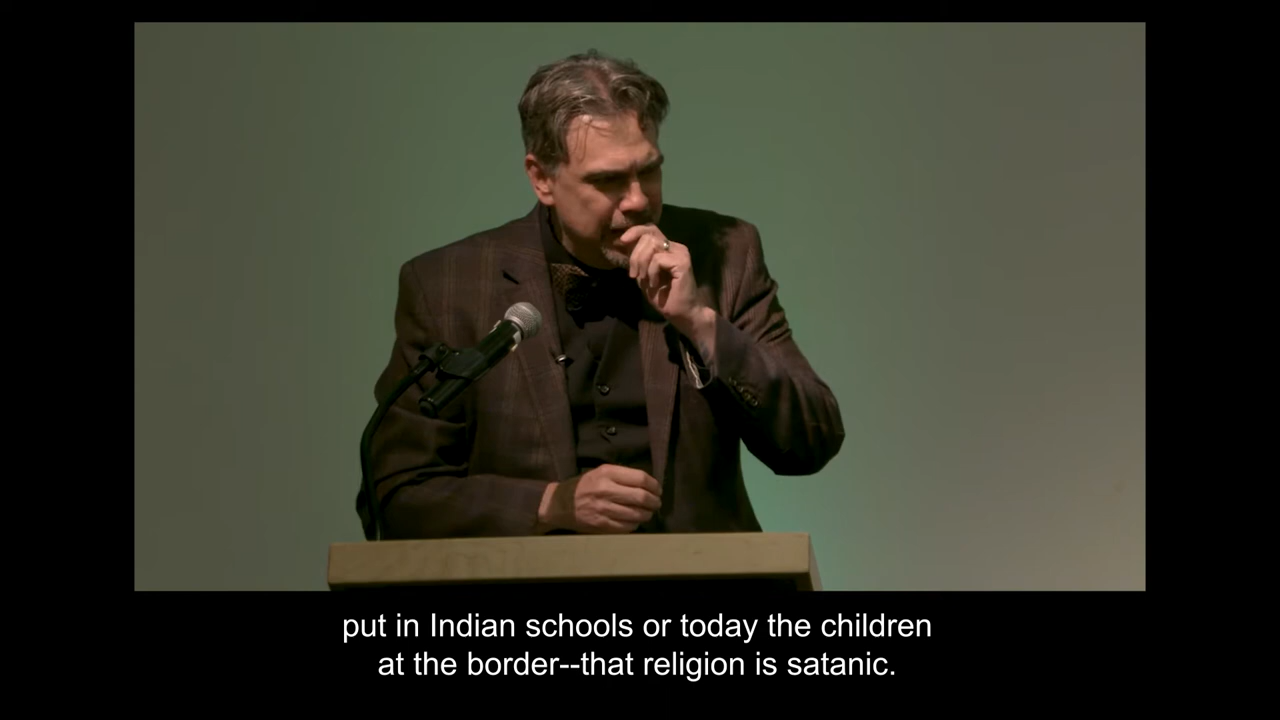 put in Indian schools or today the children
at the border--that religion is satanic.